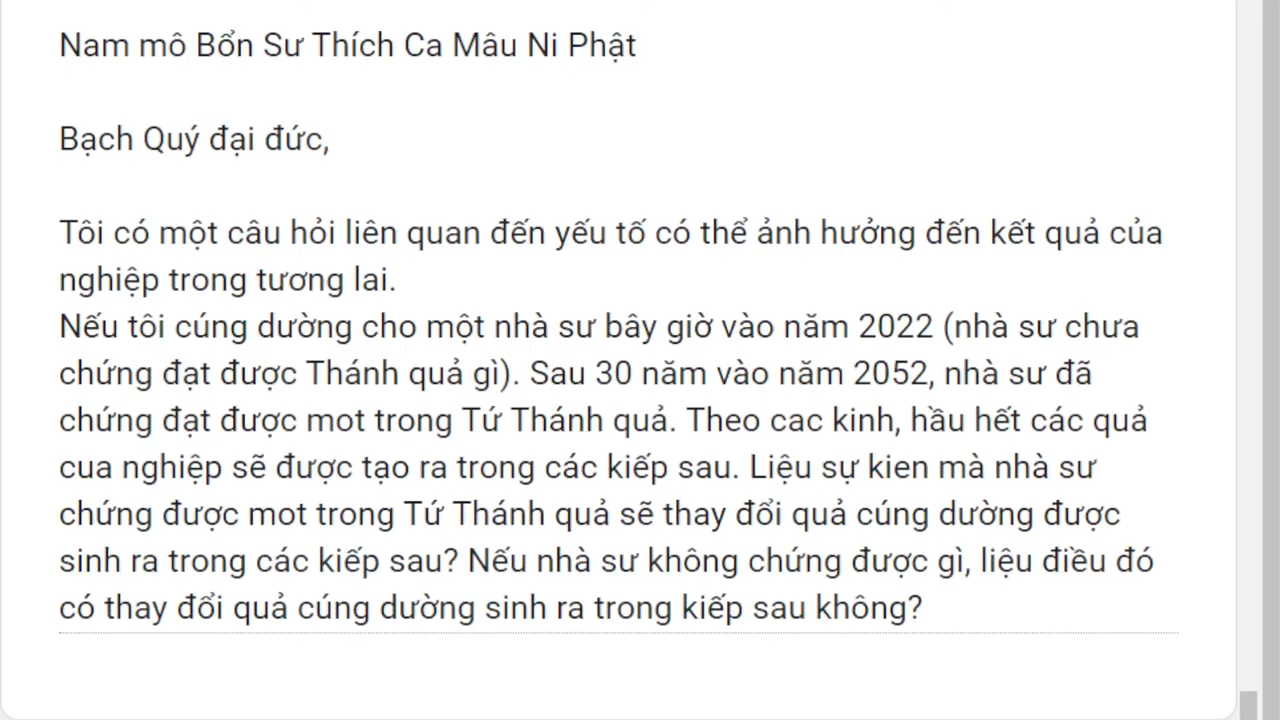 Nam mô Bổn Sư Thích Ca Mâu Ni Phật
Bạch Quý đại đức,
Tôi có một câu hỏi liên quan đến yếu tố có thể ảnh hưởng đến kết quả của
nghiệp trong tương lai.
Nếu tôi cúng dường cho một nhà sư bây giờ vào năm 2022 (nhà sư chưa
chứng đạt được Thánh quả gì). Sau 30 năm vào năm 2052, nhà sư đã
chứng đạt được mot trong Tứ Thánh quả. Theo cac kinh, hầu hết các quả
cua nghiệp sẽ được tạo ra trong các kiếp sau. Liệu sự kien mà nhà sư
chứng được mot trong Tứ Thánh quả sẽ thay đổi quả cúng dường được
sinh ra trong các kiếp sau? Nếu nhà sư không chứng được gì, liệu điều đó
có thay đổi quả cúng dường sinh ra trong kiếp sau không?